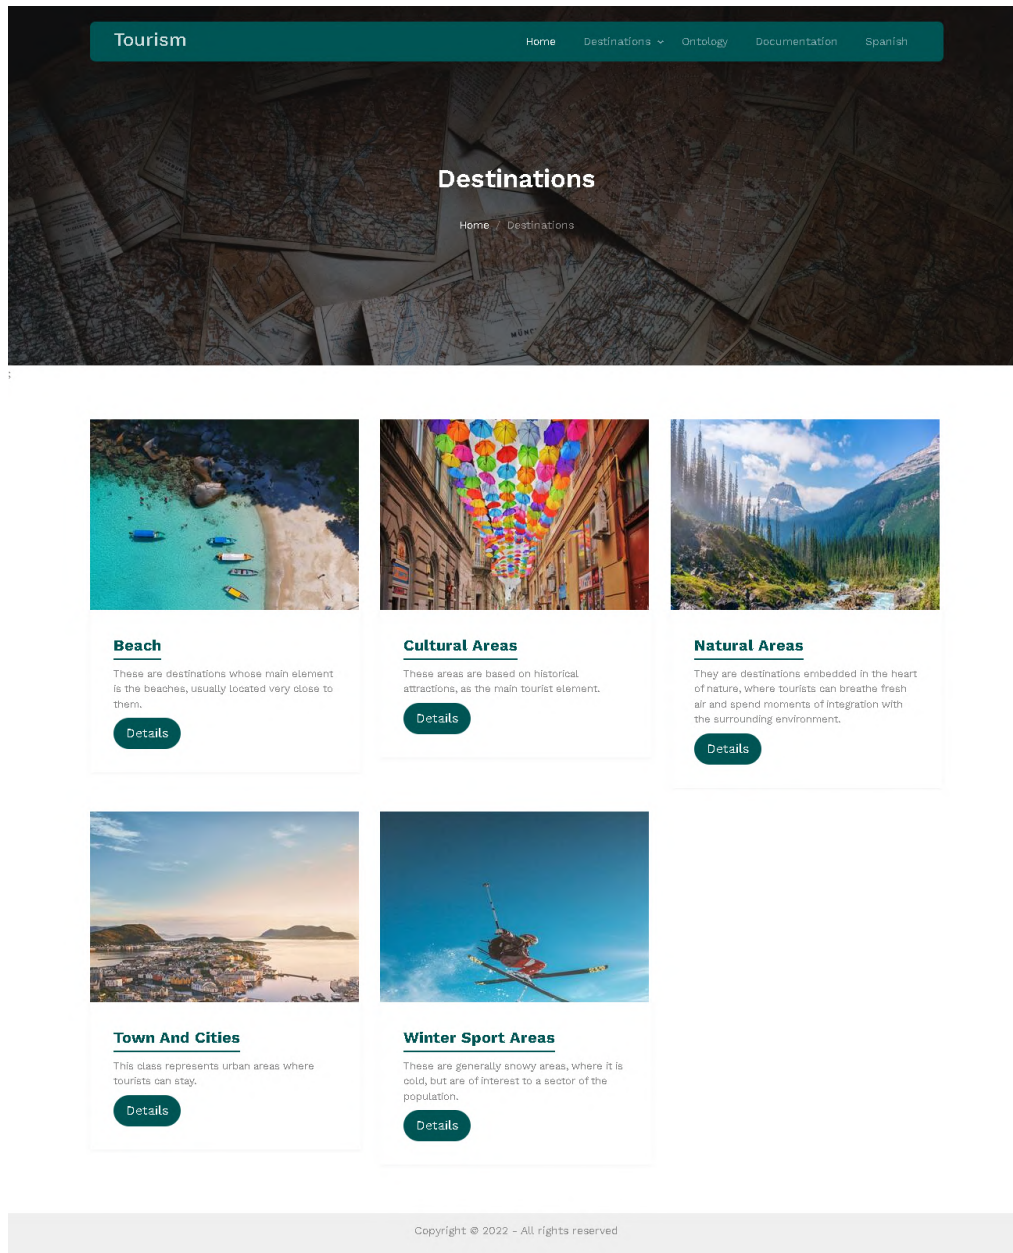 Tourism
Home Destinations Ontology Documentation Spanish
Destinations
Home / Destinations
MÜNC
;
Beach
These are destinations whose main element
is the beaches, usually located very close to
them.
Details
Cultural Areas
These areas are based on historical
attractions, as the main tourist element.
Details
Natural Areas
They are destinations embedded in the heart
of nature, where tourists can breathe fresh
air and spend moments of integration with
the surrounding environment.
Details
Town And Cities
This class represents urban areas where
tourists can stay.
Details
Winter Sport Areas
These are generally snowy areas, where it is
cold, but are of interest to a sector of the
population.
Details
Copyright © 2022 - All rights reserved